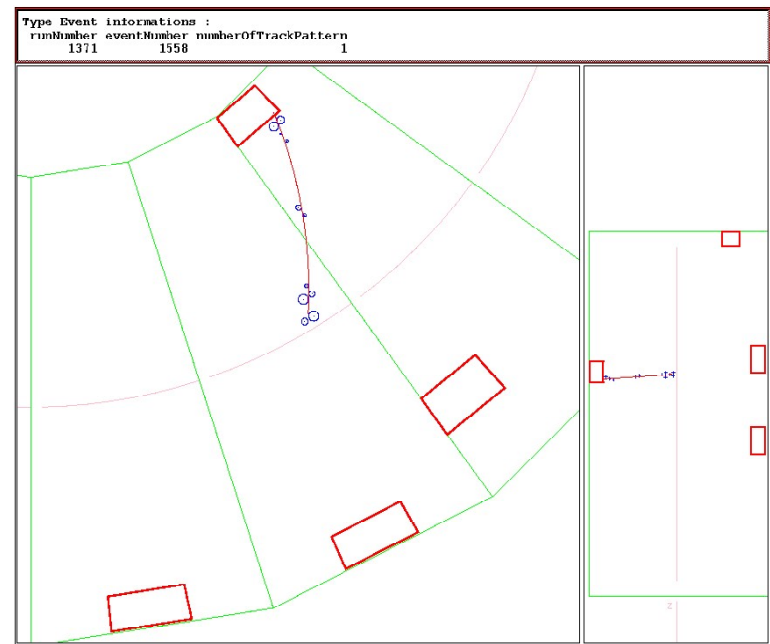 Type Event informations :
runNumber eventNumber numberOfTrackPattern
1371 1558 1
Z